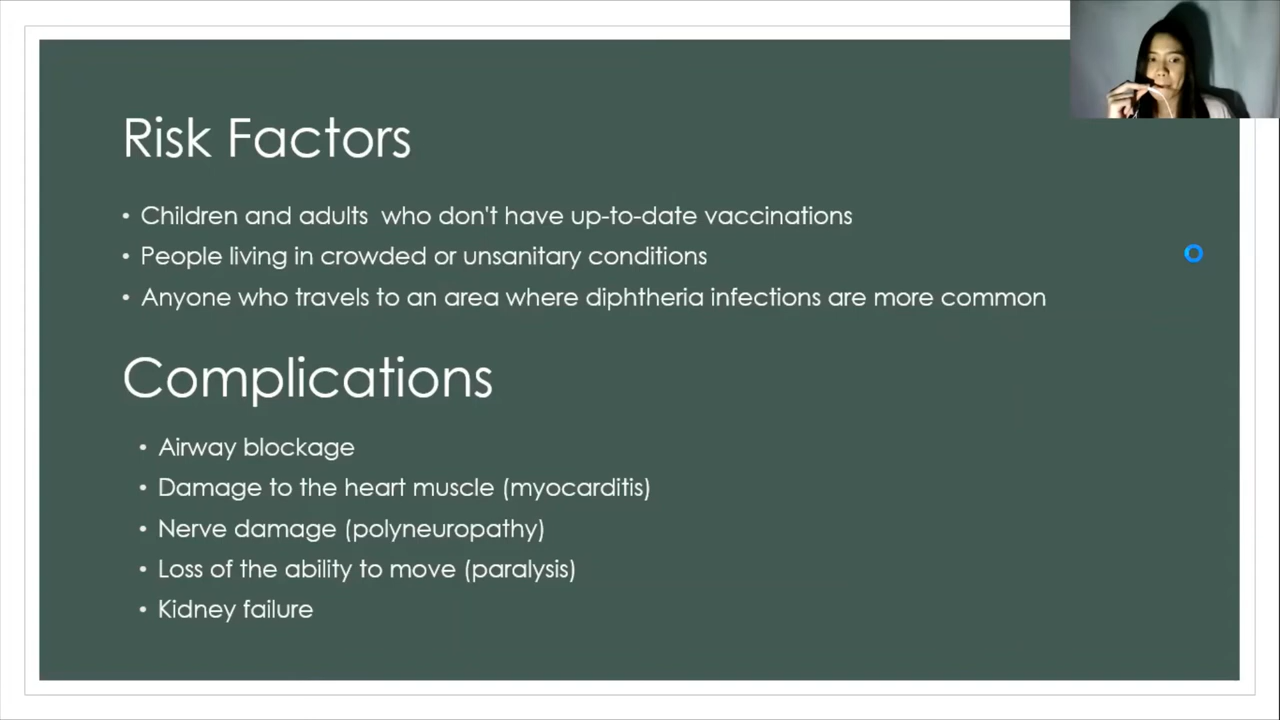 Risk Factors
• Children and adults  who don't have up-to-date vaccinations
• People living in crowded or unsanitary conditions
• Anyone who travels to an area where diphtheria infections are more common
Complications
• Airway blockage
• Damage to the heart muscle (myocarditis)
• Nerve damage (polyneuropathy)
• Loss of the ability to move (paralysis)
• Kidney failure